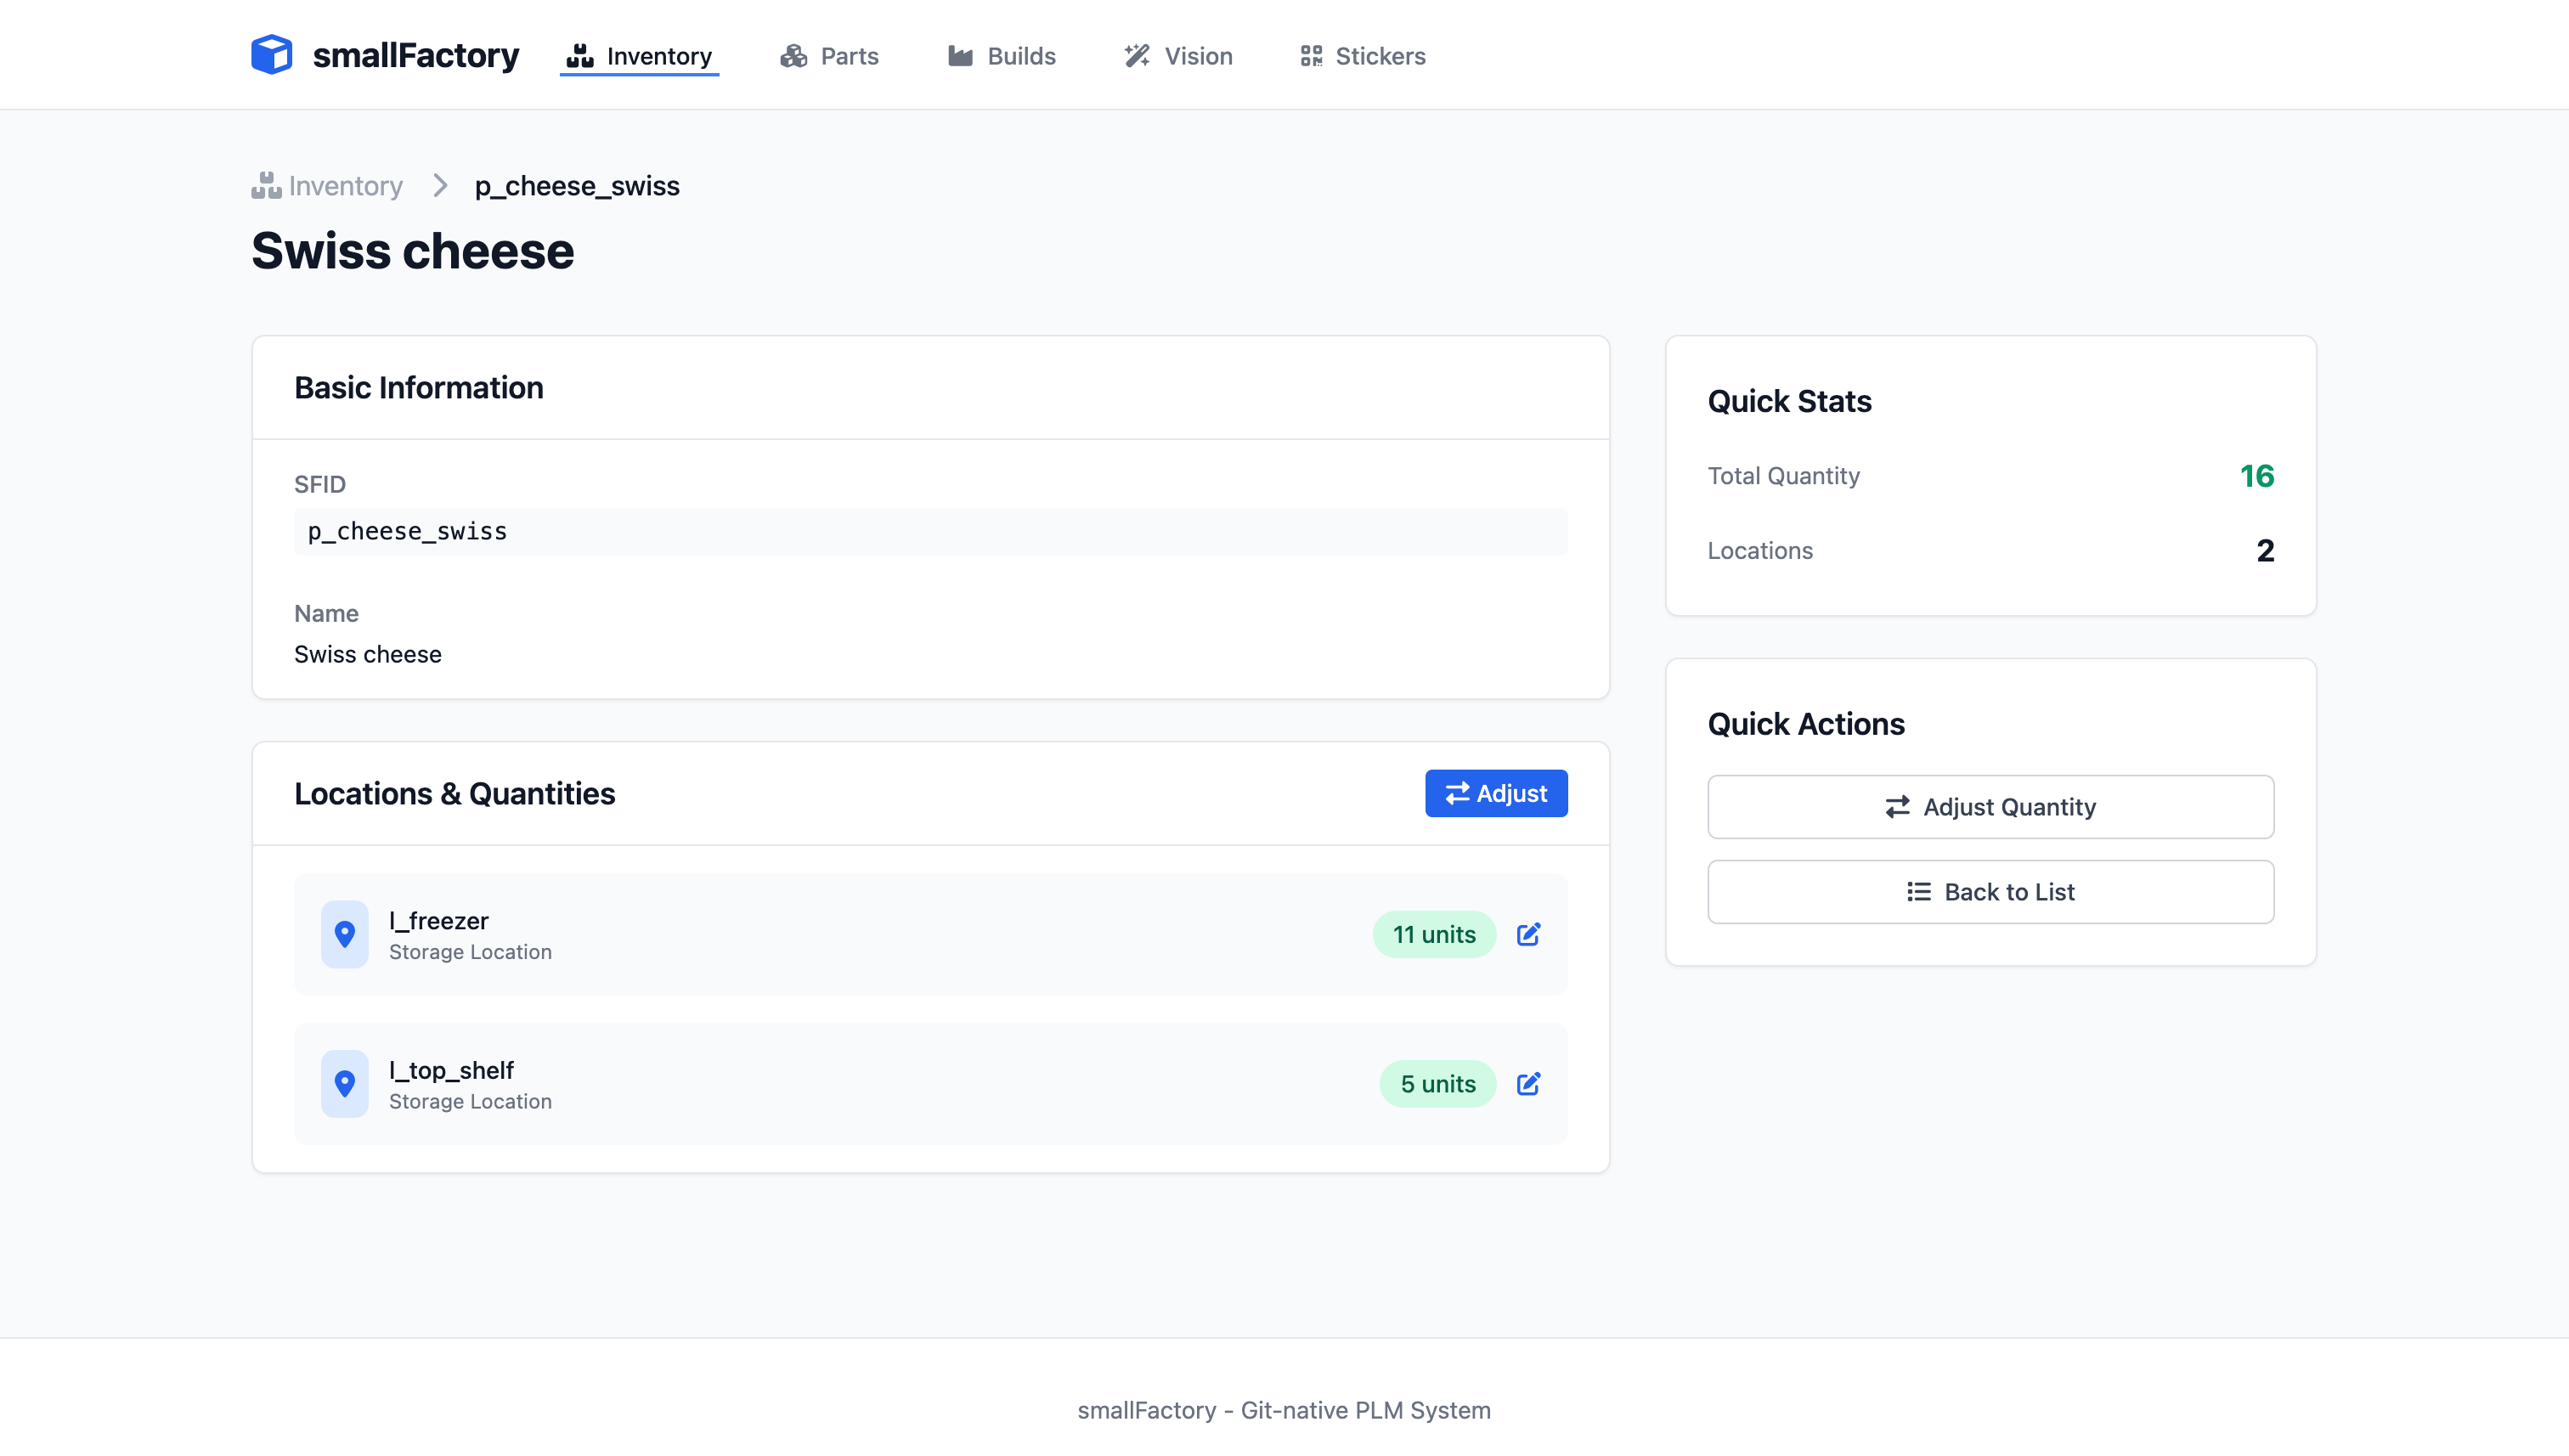 smallFactory Inventory Parts Builds Vision Stickers
Inventory p_cheese_swiss
Swiss cheese
Basic Information
SFID
p_cheese_swiss
Name
Swiss cheese
Locations & Quantities Adjust
l_freezer
Storage Location
11 units
l_top_shelf
Storage Location
5 units
Quick Stats
Total Quantity 16
Locations 2
Quick Actions
Adjust Quantity
Back to List
smallFactory - Git-native PLM System